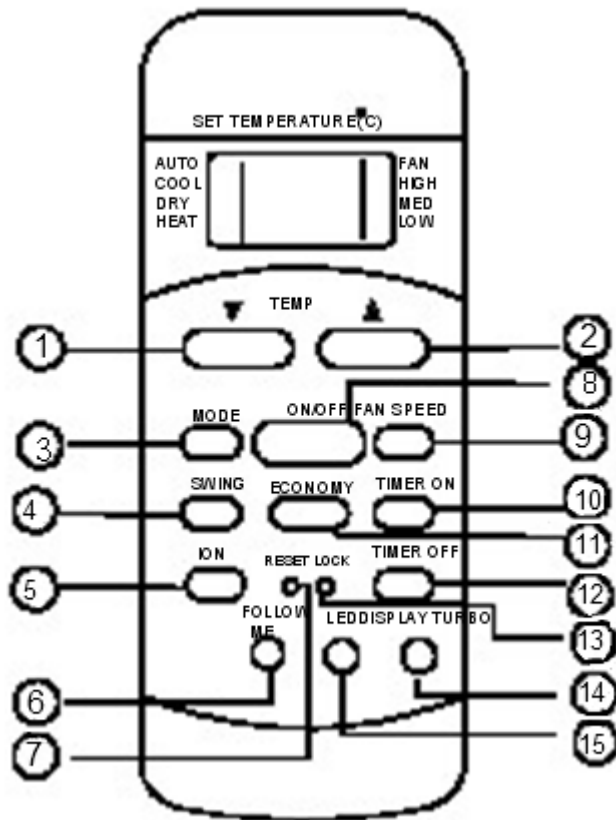 SET TEMPERATURE(°C)
AUTO FAN
COOL HIGH
DRY MED
HEAT LOW
▼ TEMP ▲
1 2
8
MODE ON/OFF FAN SPEED
3 9
SWING ECONOMY TIMER ON
4 10
11
ION RESET LOCK TIMER OFF
5 12
FOLLOW LED DISPLAY TURBO
ME
13
6 14
7 15